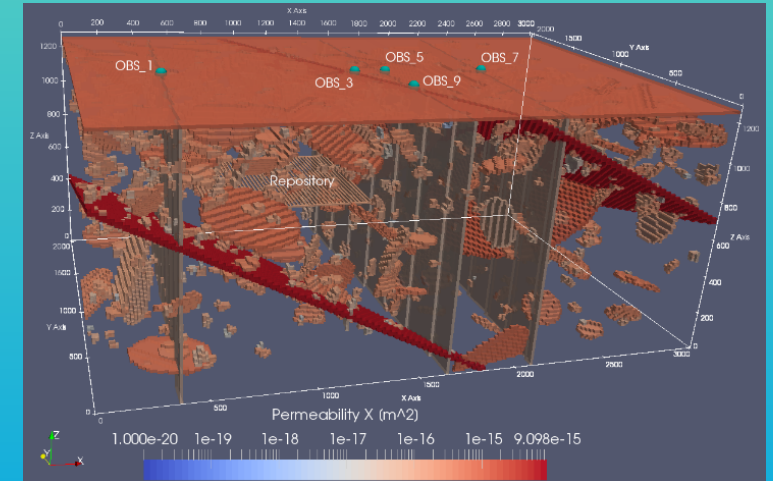 X Axis
0 200 400 600 800 1000 1200 1400 1600 1800 2000 2200 2400 2600 2800 3000
2000
1500
Y Axis
1000
500
0
1200
1000
800
Z Axis
600
400
200
0
OBS_1
OBS_3
OBS_5
OBS_9
OBS_7
Repository
1200
1000
800
Z Axis
600
400
200
0
2000
1500
Y Axis
1000
500
0
0
500
1000
1500
X Axis
2000
2500
3000
Permeability X (m^2)
1.000e-20 1e-19 1e-18 1e-17 1e-16 1e-15 9.098e-15
Z
Y
X